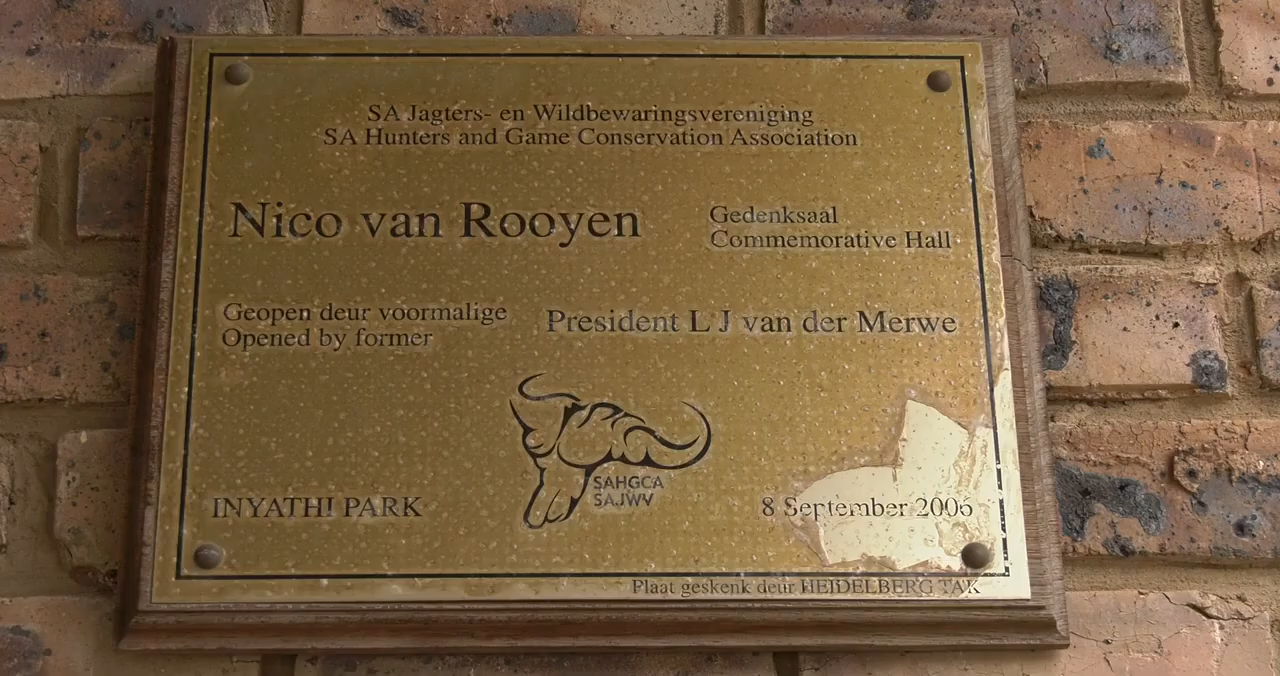 SA Jagters- en Wildbewaringsvereniging
SA Hunters and Game Conservation Association
Nico van Rooyen
Gedenksaal
Commemorative Hall
Geopen deur voormalige
Opened by former
President L J van der Merwe
SAHGCA
SAJWV
INYATHI PARK
8 September 2006
Plaat geskenk deur HEIDELBERG TAK